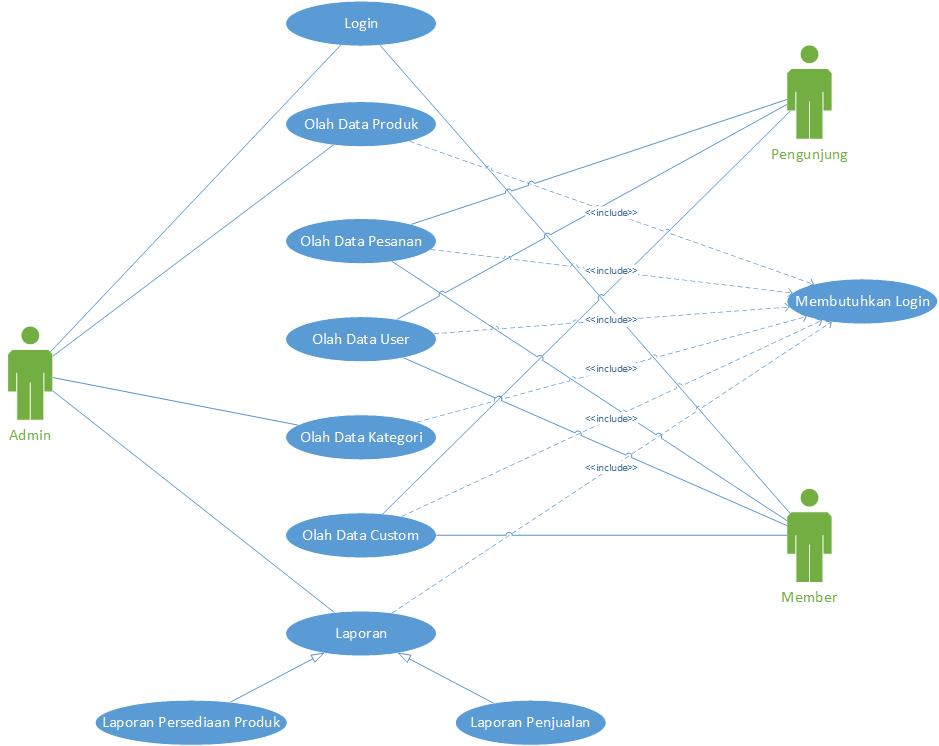 Login
Olah Data Produk
Pengunjung
<<include>>
Olah Data Pesanan
<<include>>
Membutuhkan Login
<<include>>
Olah Data User
<<include>>
Admin
<<include>>
Olah Data Kategori
<<include>>
Olah Data Custom
Member
Laporan
Laporan Persediaan Produk
Laporan Penjualan